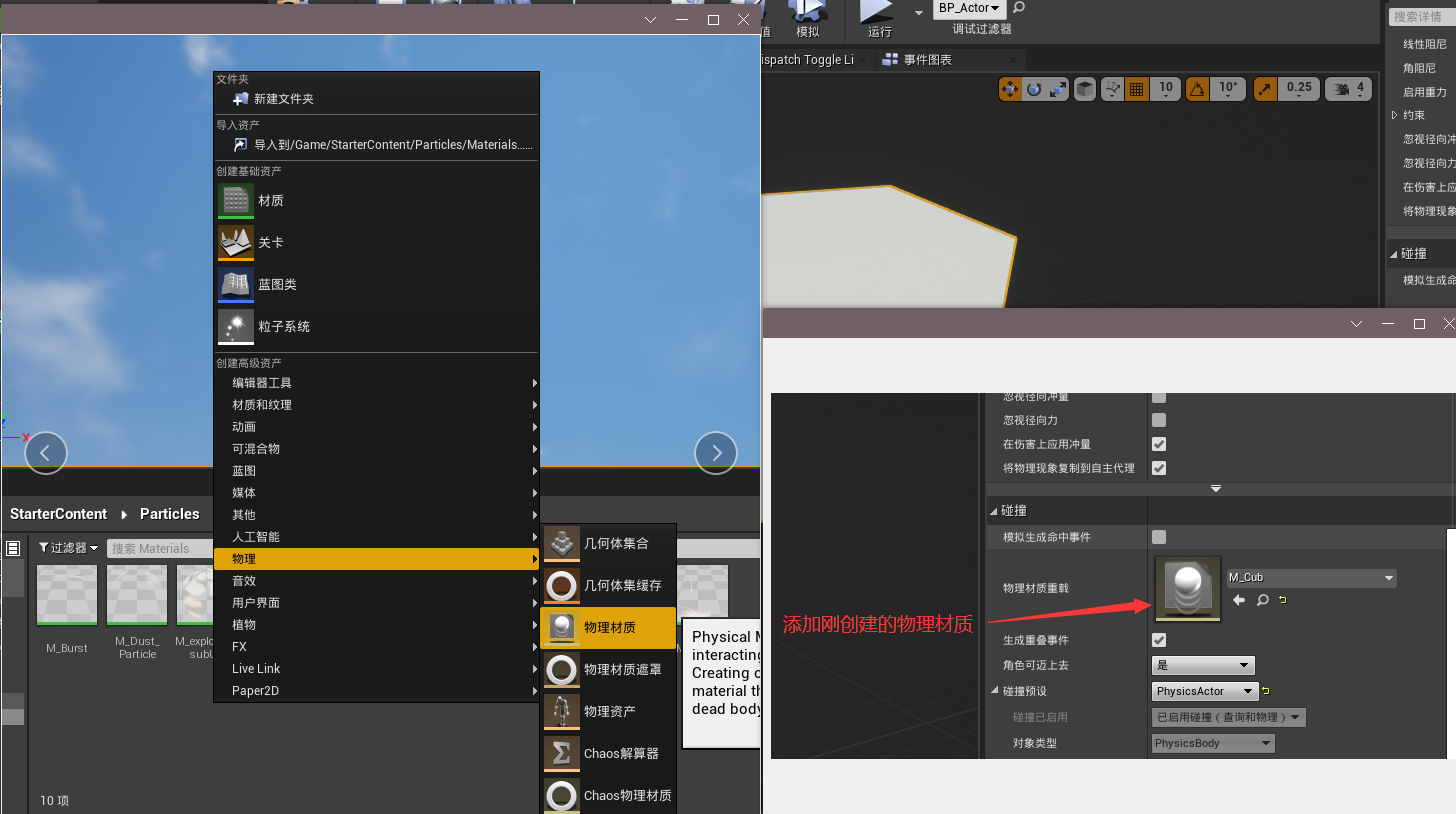 值
模拟
运行
BP_Actor
调试过滤器
搜索详情
ispatch Toggle Li
事件图表
10
10°
0.25
4
线性阻尼
角阻尼
启用重力
约束
忽视径向冲
忽视径向力
在伤害上应
将物理现象
碰撞
模拟生成命
文件夹
新建文件夹
导入资产
导入到/Game/StarterContent/Particles/Materials......
创建基础资产
材质
关卡
蓝图类
粒子系统
创建高级资产
编辑器工具
材质和纹理
动画
可混合物
蓝图
媒体
其他
人工智能
物理
音效
用户界面
植物
FX
Live Link
Paper2D
几何体集合
几何体集缓存
物理材质
物理材质遮罩
物理资产
Chaos解算器
Chaos物理材质
Physical M
interacting
Creating o
material th
dead body
X
StarterContent
Particles
过滤器
搜索 Materials
M_Burst
M_Dust_
Particle
M_explo
subU
10 项
忽视径向冲量
忽视径向力
在伤害上应用冲量
将物理现象复制到自主代理
碰撞
模拟生成命中事件
物理材质重载
M_Cub
添加刚创建的物理材质
生成重叠事件
角色可迈上去
是
碰撞预设
PhysicsActor
碰撞已启用
已启用碰撞（查询和物理）
对象类型
PhysicsBody